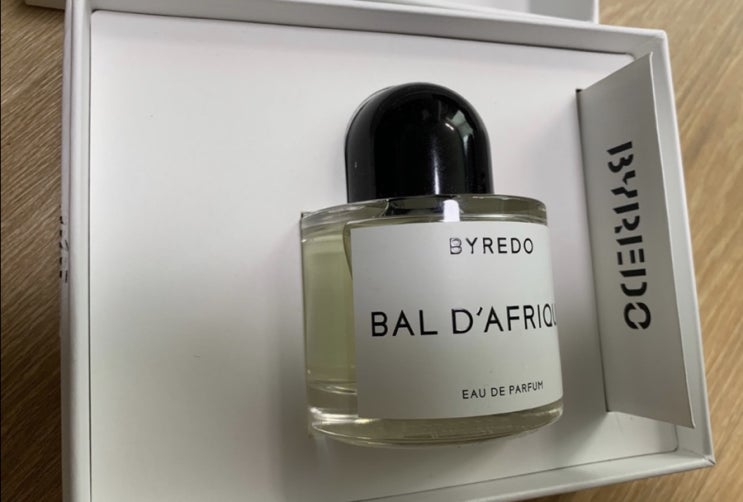 BYREDO
BAL D'AFRIQU
EAU DE PARFUM
BYREDO